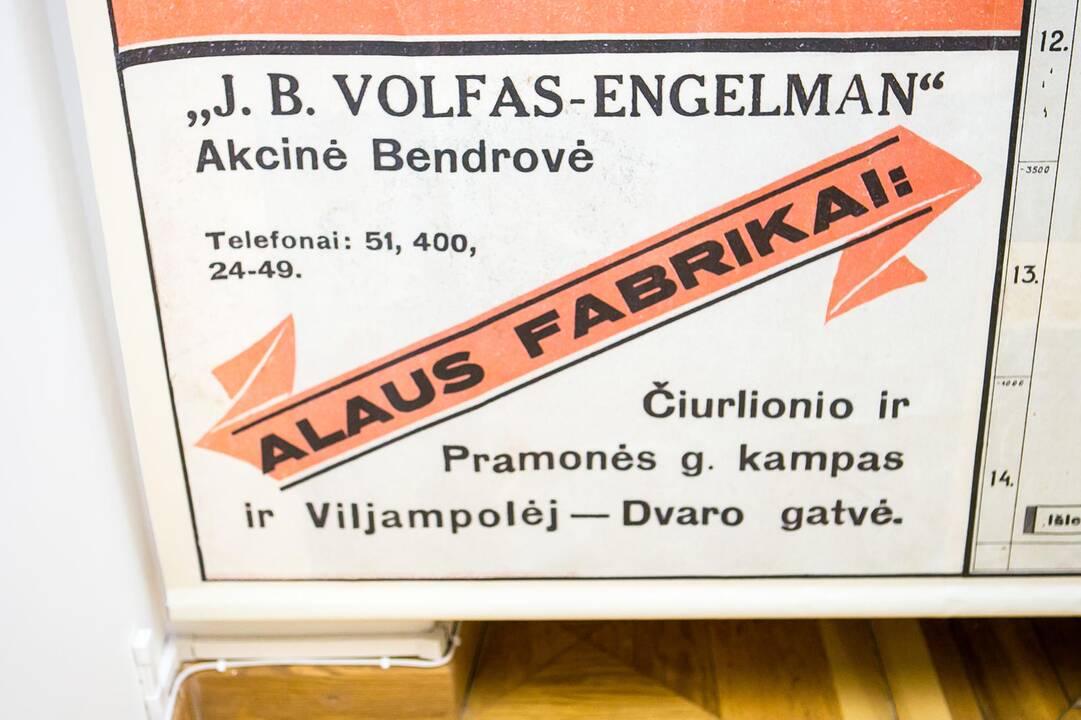 „J. B. VOLFAS-ENGELMAN“
Akcinė Bendrovė
Telefonai: 51, 400,
24-49.
ALAUS FABRIKAI:
Čiurlionio ir
Pramonės g. kampas
ir Viljampolėj — Dvaro gatvė.
12.
-3500
13.
14.